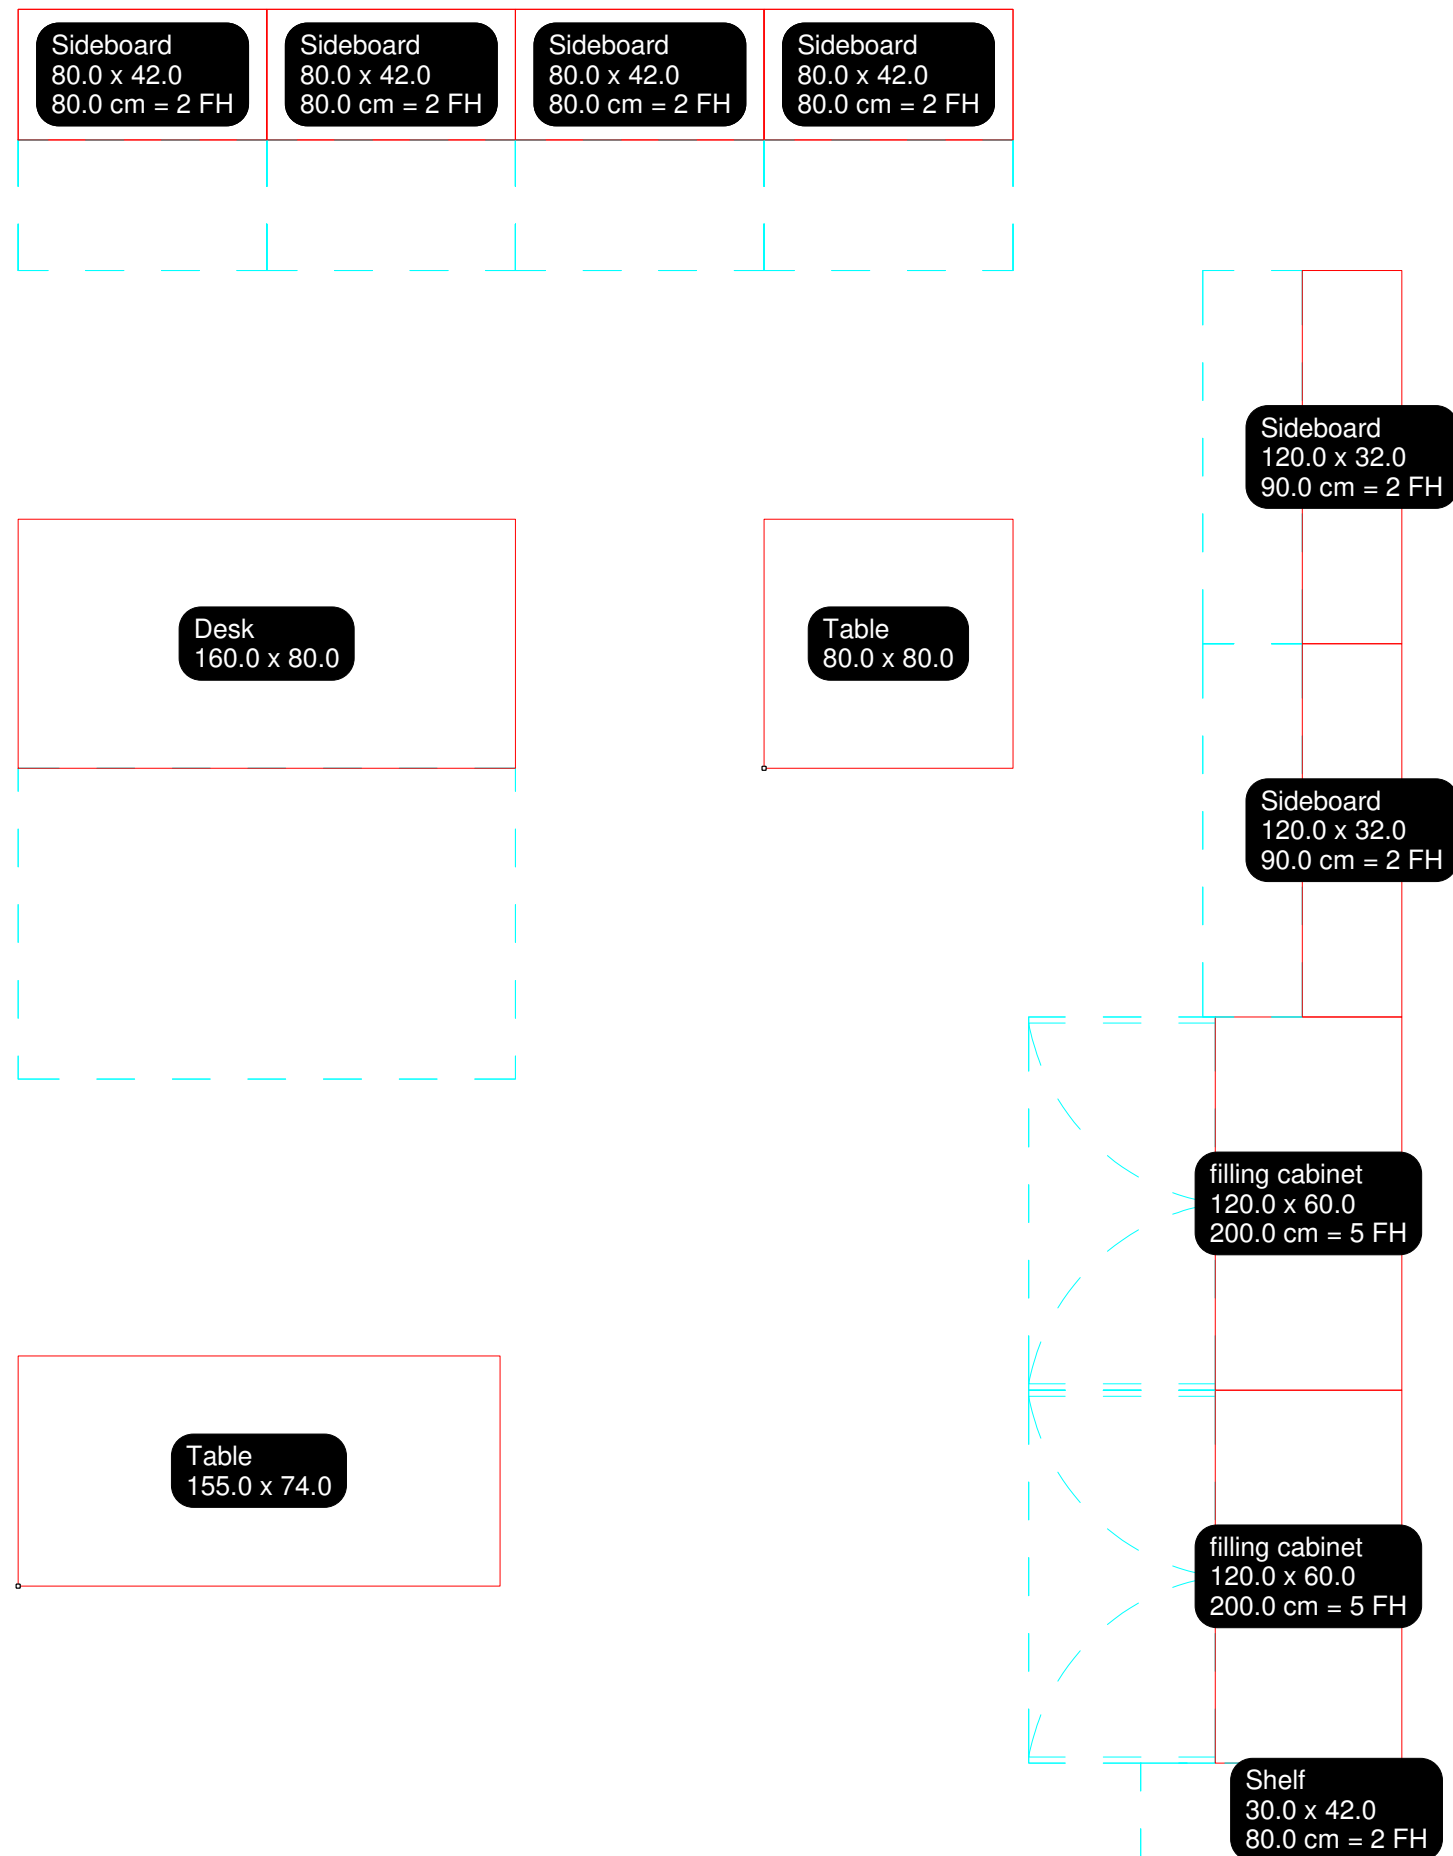 Sideboard
80.0 x 42.0
80.0 cm = 2 FH
Sideboard
80.0 x 42.0
80.0 cm = 2 FH
Sideboard
80.0 x 42.0
80.0 cm = 2 FH
Sideboard
80.0 x 42.0
80.0 cm = 2 FH
Sideboard
120.0 x 32.0
90.0 cm = 2 FH
Desk
160.0 x 80.0
Table
80.0 x 80.0
Sideboard
120.0 x 32.0
90.0 cm = 2 FH
filling cabinet
120.0 x 60.0
200.0 cm = 5 FH
Table
155.0 x 74.0
filling cabinet
120.0 x 60.0
200.0 cm = 5 FH
Shelf
30.0 x 42.0
80.0 cm = 2 FH